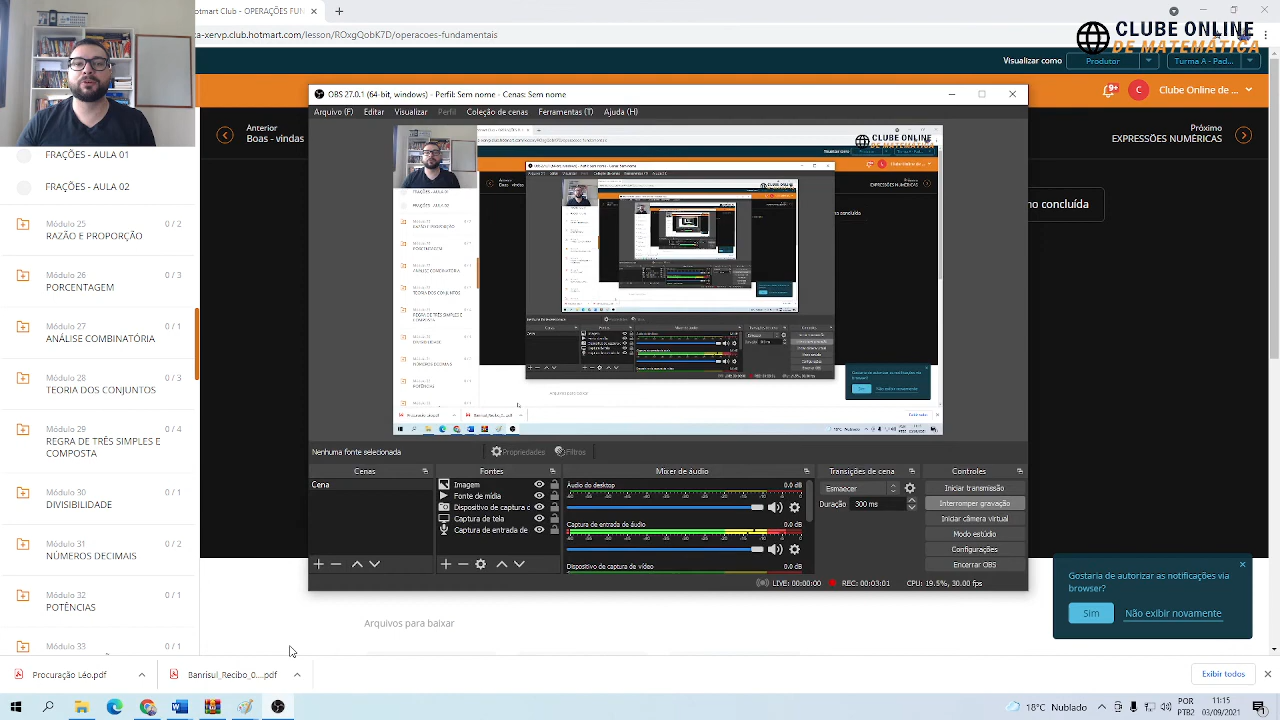 otmart Club - OPERAÇÕES FUN
a-xervp.club.hotmart.com/lesson/ROxgQobK7D/operacoes-fundamentais
CLUBE ONLINE
DE MATEMÁTICA
Visualizar como
Produtor
Turma A - Pad...
9+
C
Clube Online de ...
Anterior
Boas - vindas
Próximo
EXPRESSÕES NUMÉRICAS
mo concluída
FRAÇÕES - AULA 01
FRAÇÕES - AULA 02
Módulo 25
0 / 2
RAZÃO E PROPORÇÃO
Módulo 26
0 / 3
PORCENTAGEM
Módulo 27
0 / 1
Módulo 28
0 / 3
TEORIA DOS CONJUNTOS
Módulo 29
0 / 4
REGRA DE TRÊS SIMPLES E
COMPOSTA
Módulo 30
0 / 1
DIVISIBILIDADE
Módulo 31
0 / 2
NÚMEROS DECIMAIS
Módulo 32
0 / 1
POTÊNCIAS
Módulo 33
0 / 1
OBS 27.0.1 (64-bit, windows) - Perfil: Sem nome - Cenas: Sem nome
Arquivo (F)
Editar
Visualizar
Perfil
Coleção de cenas
Ferramentas (T)
Ajuda (H)
Nenhuma fonte selecionada
Propriedades
Filtros
Cenas
Fontes
Mixer de áudio
Transições de cena
Controles
Cena
Imagem
Fonte de mídia
Dispositivo de captura d
Captura de tela
Captura de entrada de
Áudio do desktop
0.0 dB
Captura de entrada de áudio
0.0 dB
Dispositivo de captura de vídeo
0.0 dB
Esmaecer
Duração
300 ms
Iniciar transmissão
Interromper gravação
Iniciar câmera virtual
Modo estúdio
Configurações
Encerrar OBS
LIVE: 00:00:00
REC: 00:03:01
CPU: 19.5%, 30.00 fps
Gostaria de autorizar as notificações via
browser?
Sim
Não exibir novamente
Arquivos para baixar
Procuração Léo.pdf
Banrisul_Recibo_0....pdf
Exibir todos
18°C
Nublado
POR
PTB2
11:15
03/09/2021